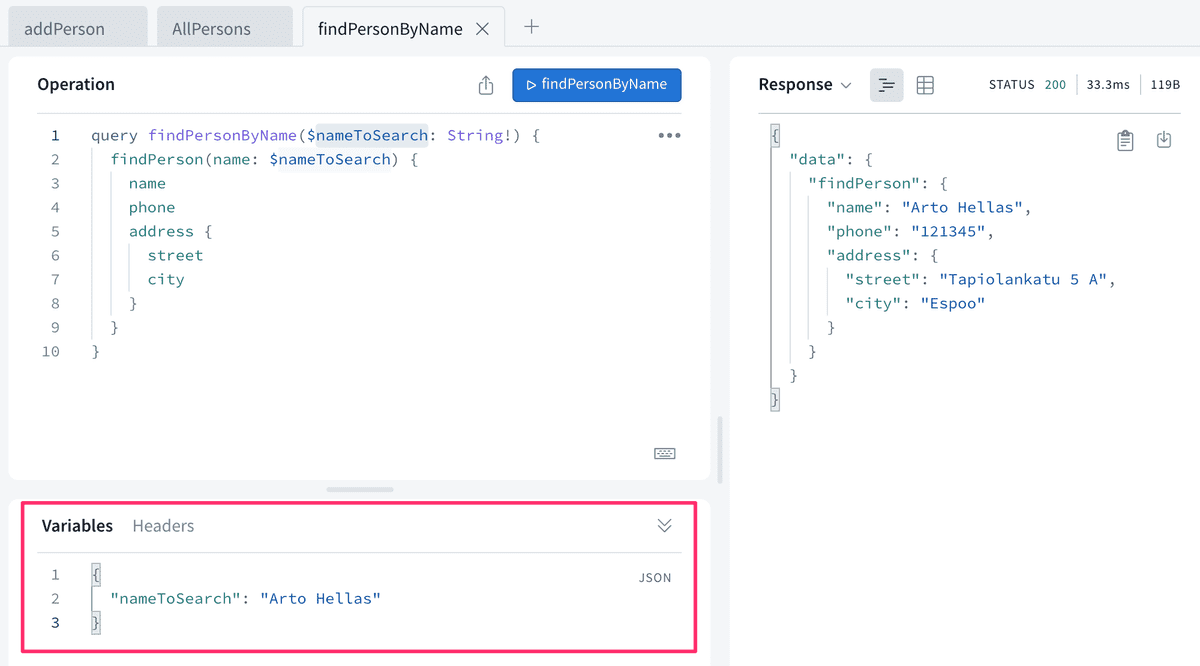 addPerson
AllPersons
findPersonByName
Operation
findPersonByName
1 query findPersonByName($nameToSearch: String!) {
2 findPerson(name: $nameToSearch) {
3 name
4 phone
5 address {
6 street
7 city
8 }
9 }
10 }
Variables Headers
JSON
1 {
2 "nameToSearch": "Arto Hellas"
3 }
Response
STATUS 200 33.3ms 119B
{
"data": {
"findPerson": {
"name": "Arto Hellas",
"phone": "121345",
"address": {
"street": "Tapiolankatu 5 A",
"city": "Espoo"
}
}
}
}